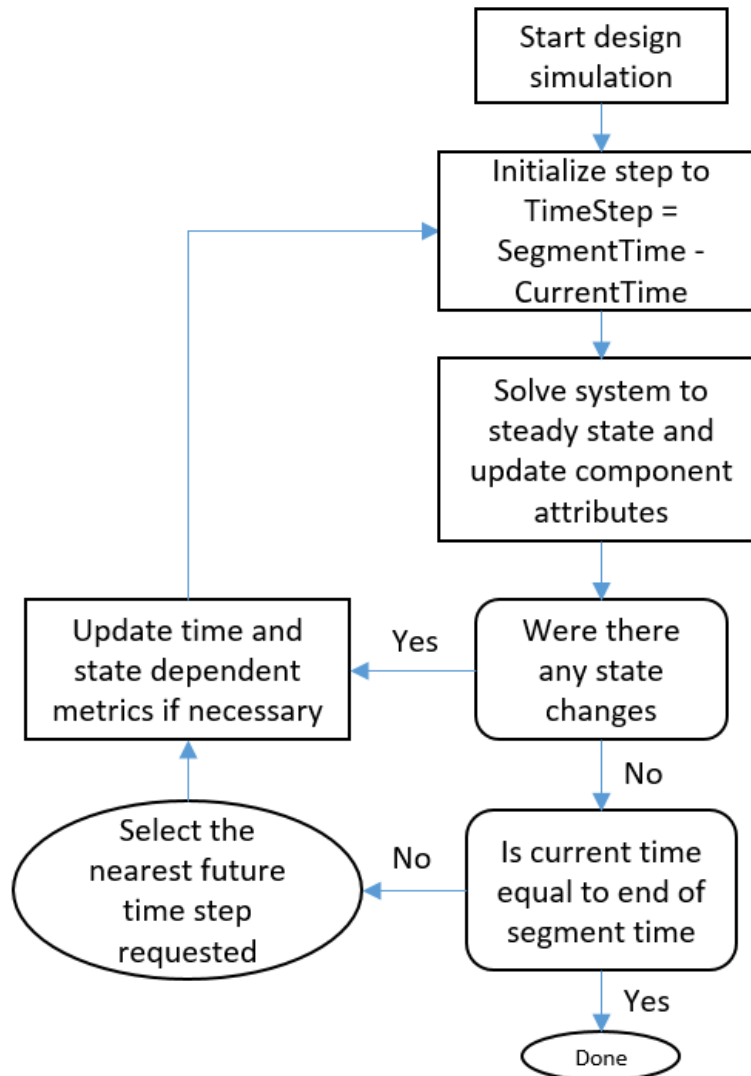 Start design
simulation
Initialize step to
TimeStep =
SegmentTime -
CurrentTime
Solve system to
steady state and
update component
attributes
Were there
any state
changes
Yes
Update time and
state dependent
metrics if necessary
No
Is current time
equal to end of
segment time
No
Select the
nearest future
time step
requested
Yes
Done